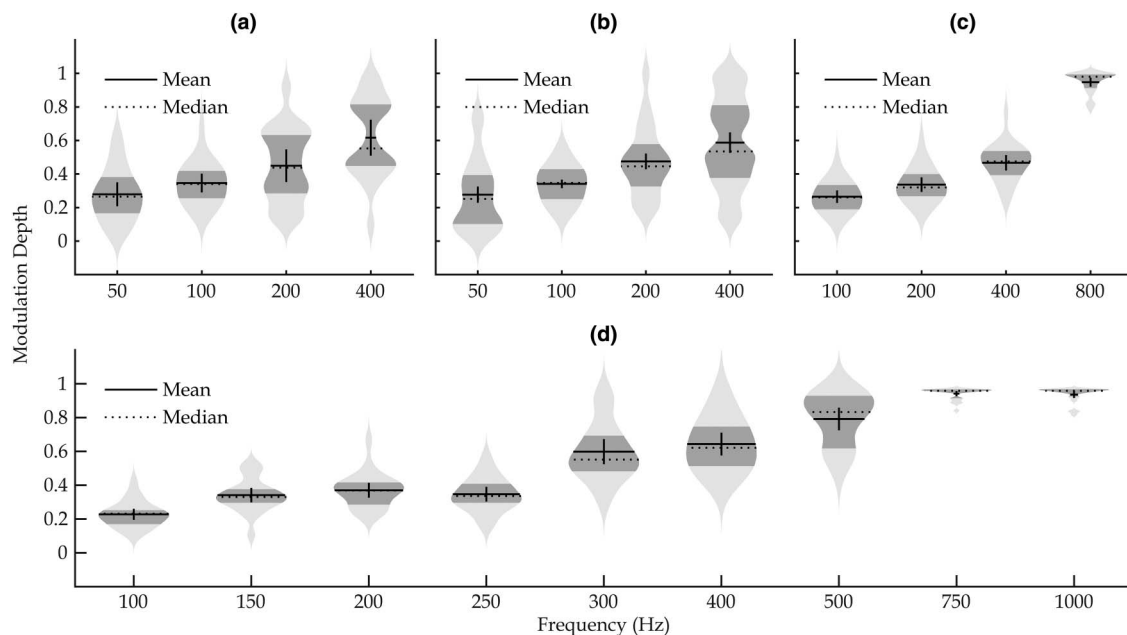 (a)
(b)
(c)
Mean
Median
Mean
Median
Mean
Median
1
0.8
0.6
0.4
0.2
0
50 100 200 400
50 100 200 400
100 200 400 800
Modulation Depth
(d)
Mean
Median
1
0.8
0.6
0.4
0.2
0
100 150 200 250 300 400 500 750 1000
Frequency (Hz)